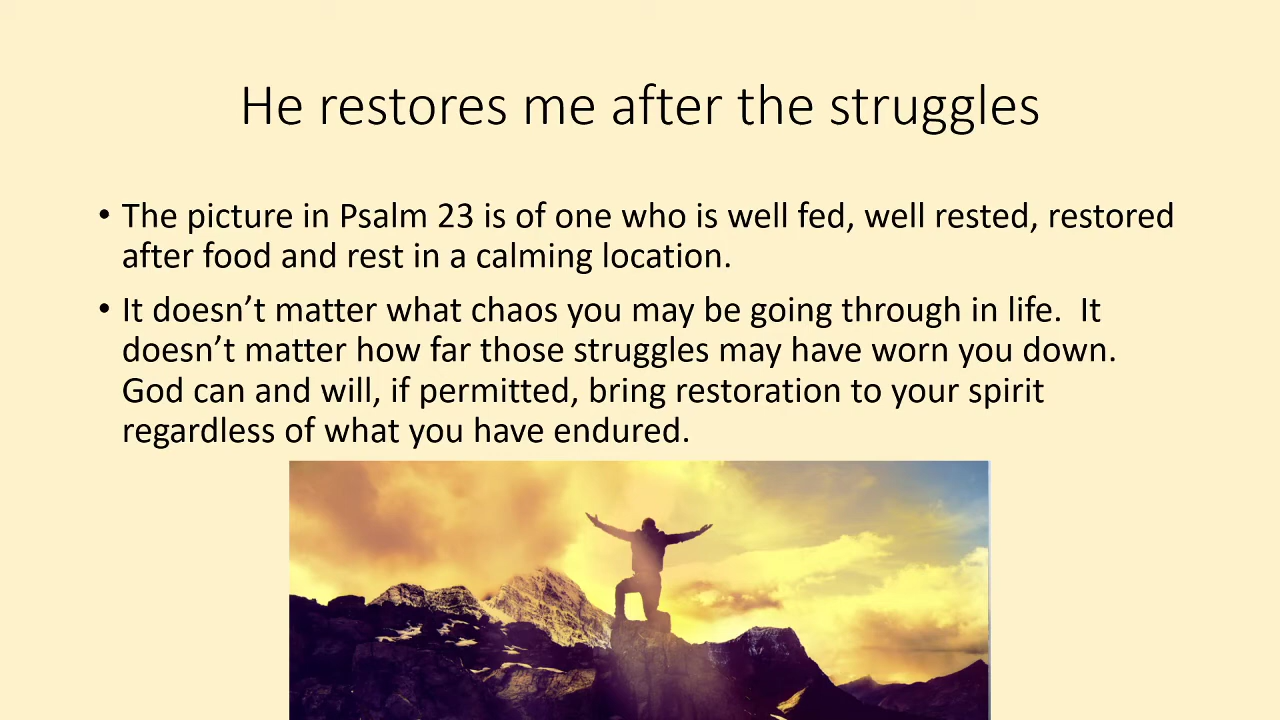 He restores me after the struggles
• The picture in Psalm 23 is of one who is well fed, well rested, restored
after food and rest in a calming location.
• It doesn’t matter what chaos you may be going through in life.  It
doesn’t matter how far those struggles may have worn you down.
God can and will, if permitted, bring restoration to your spirit
regardless of what you have endured.